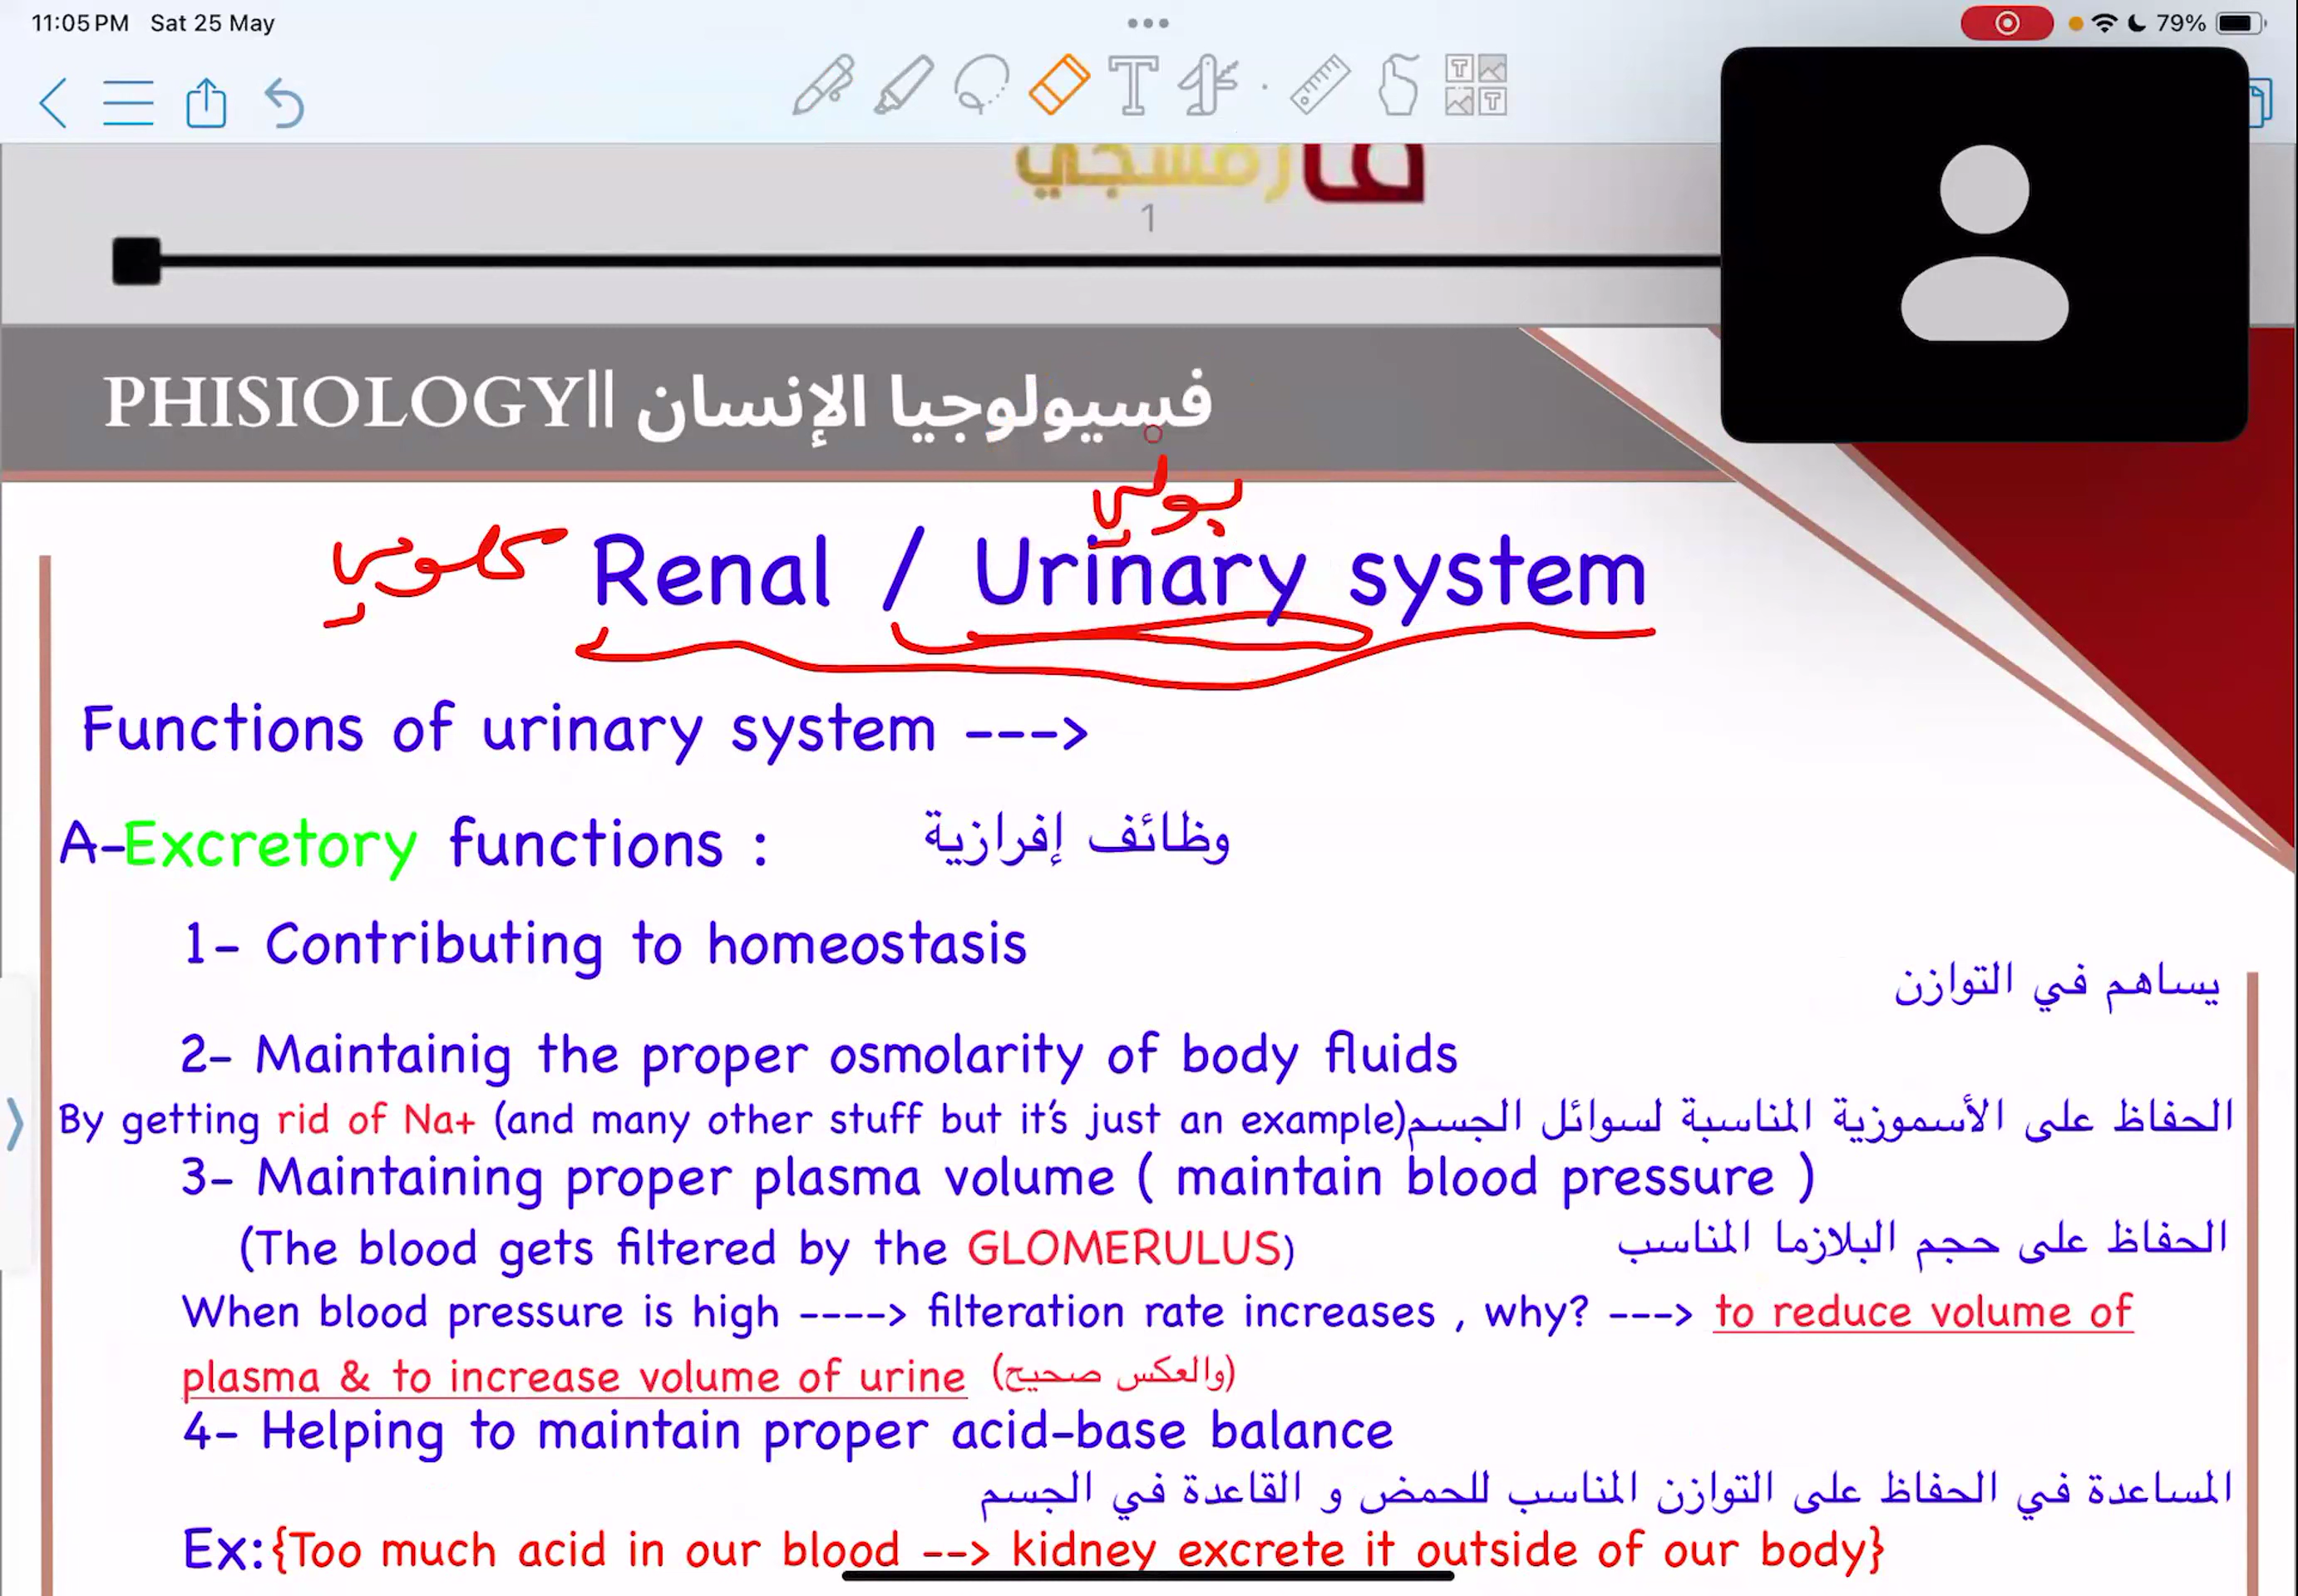 11:05 PM Sat 25 May
79%
فارمسجي
1
PHISIOLOGY|| فسيولوجيا الإنسان
بولي
كلوي Renal / Urinary system
Functions of urinary system --->
A-Excretory functions : وظائف إفرازية
1- Contributing to homeostasis
يساهم في التوازن
2- Maintainig the proper osmolarity of body fluids
By getting rid of Na+ (and many other stuff but it's just an example) الحفاظ على الأسموزية المناسبة لسوائل الجسم
3- Maintaining proper plasma volume ( maintain blood pressure )
(The blood gets filtered by the GLOMERULUS) الحفاظ على حجم البلازما المناسب
When blood pressure is high ----> filteration rate increases , why? ---> to reduce volume of
plasma & to increase volume of urine (والعكس صحيح)
4- Helping to maintain proper acid-base balance
المساعدة في الحفاظ على التوازن المناسب للحمض و القاعدة في الجسم
Ex:{Too much acid in our blood --> kidney excrete it outside of our body}